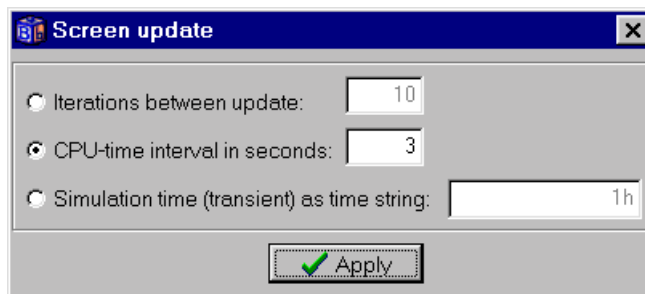 Screen update
Iterations between update: 10
CPU-time interval in seconds: 3
Simulation time (transient) as time string: 1h
Apply